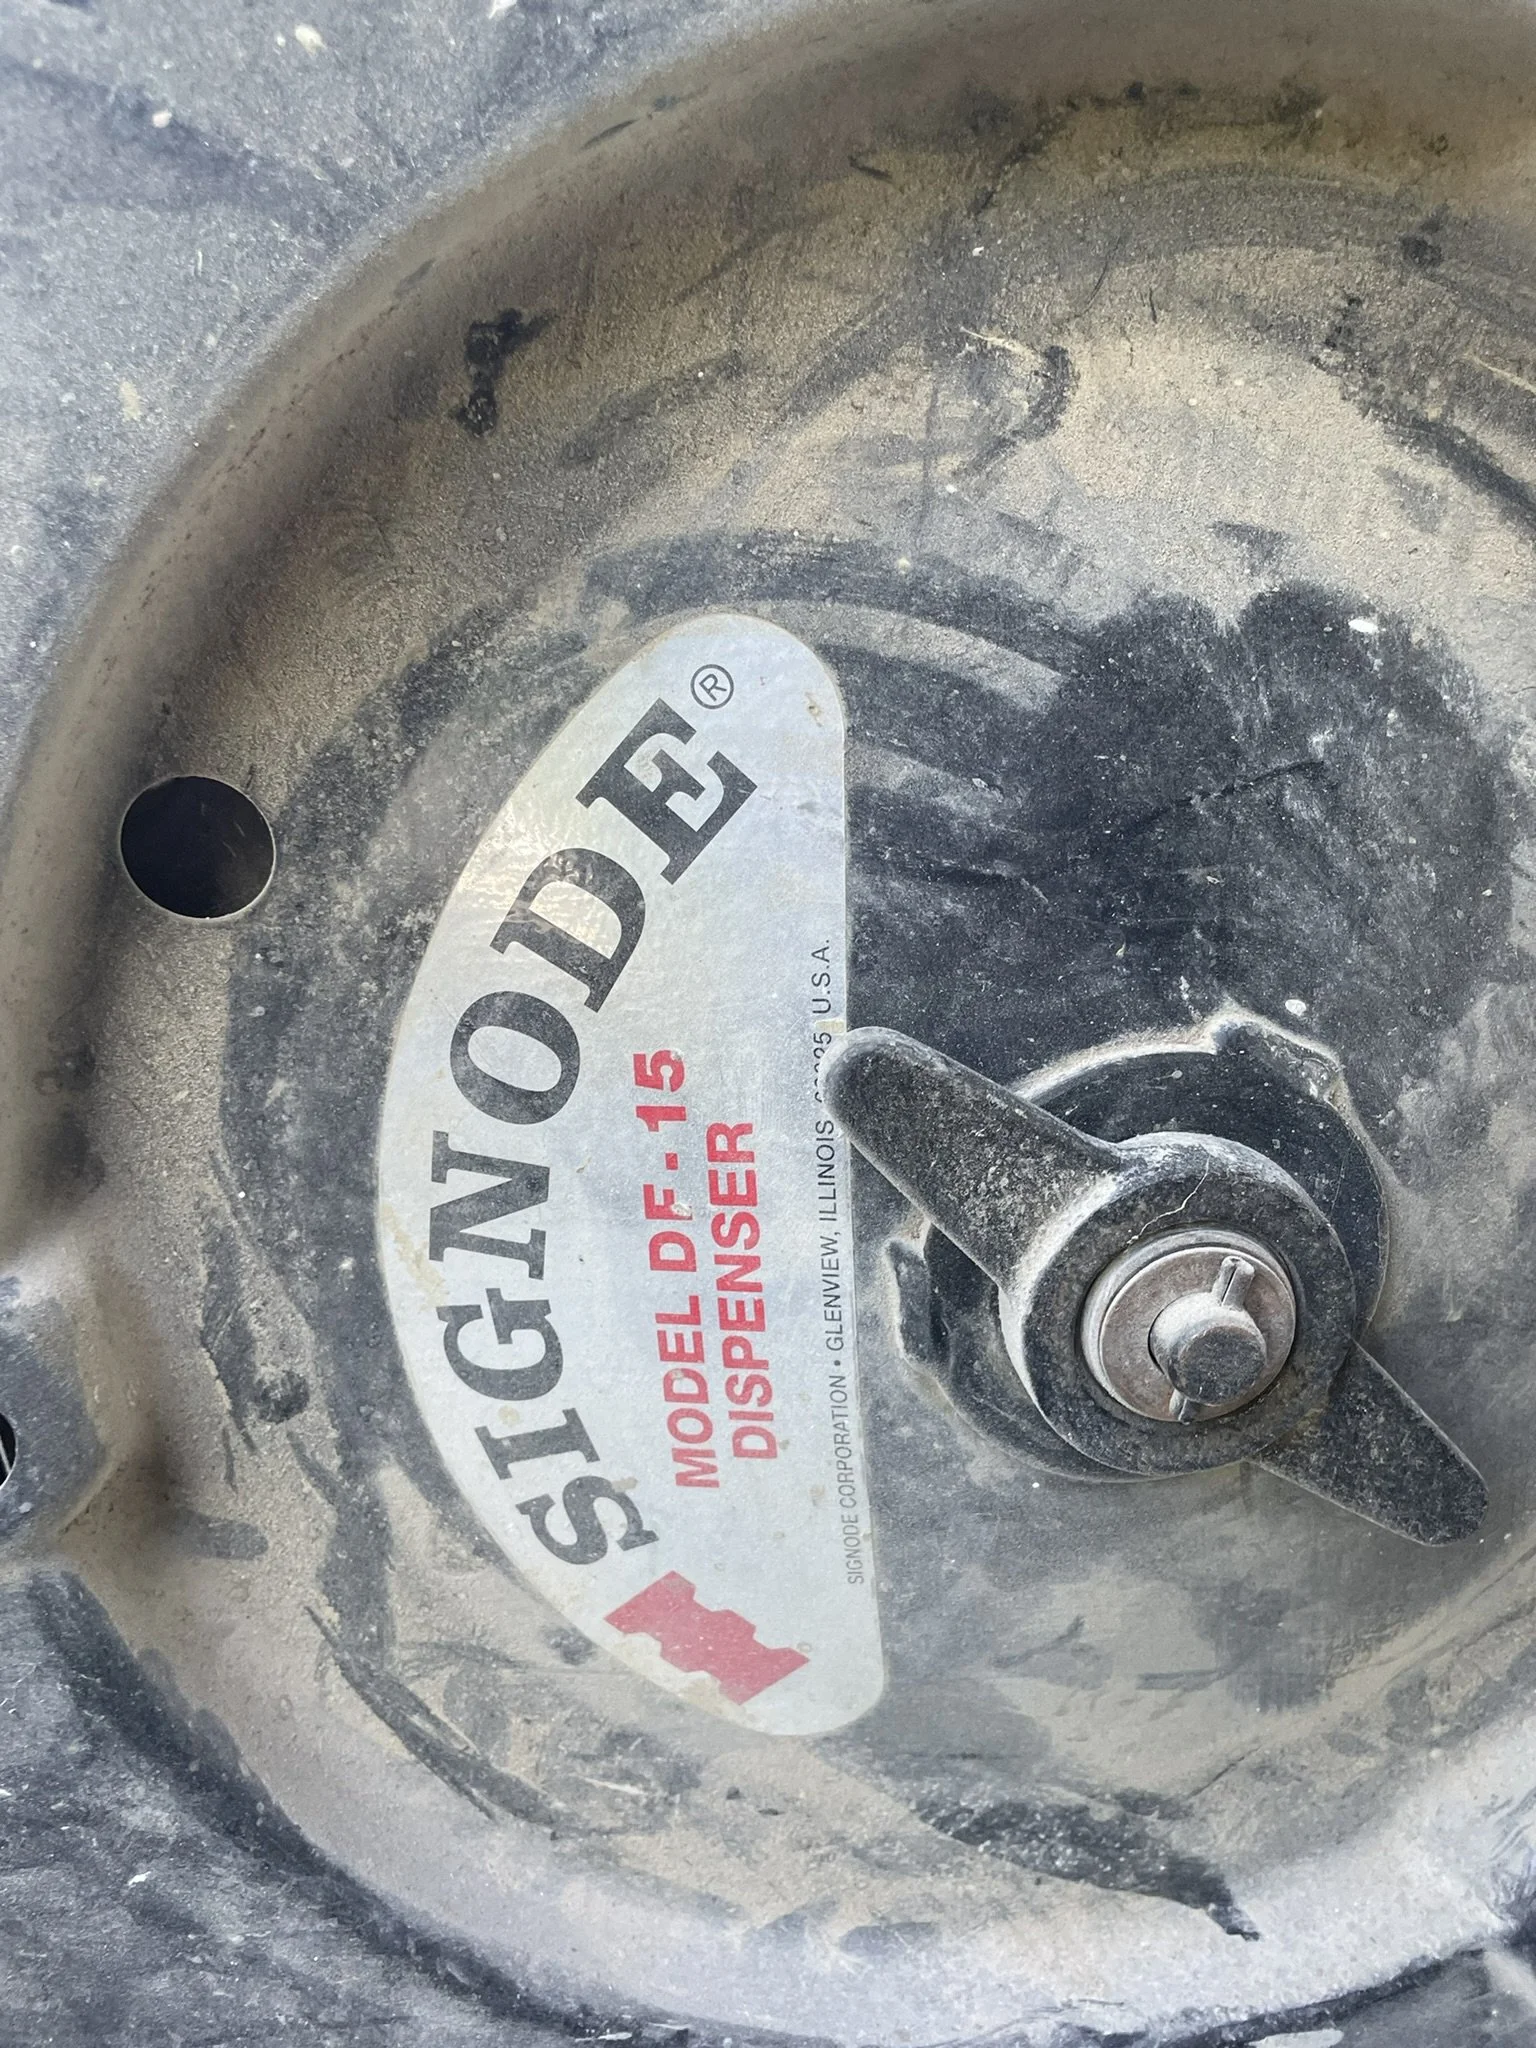 SIGNODE®
MODEL DF-15
DISPENSER
SIGNODE CORPORATION • GLENVIEW, ILLINOIS U.S.A.